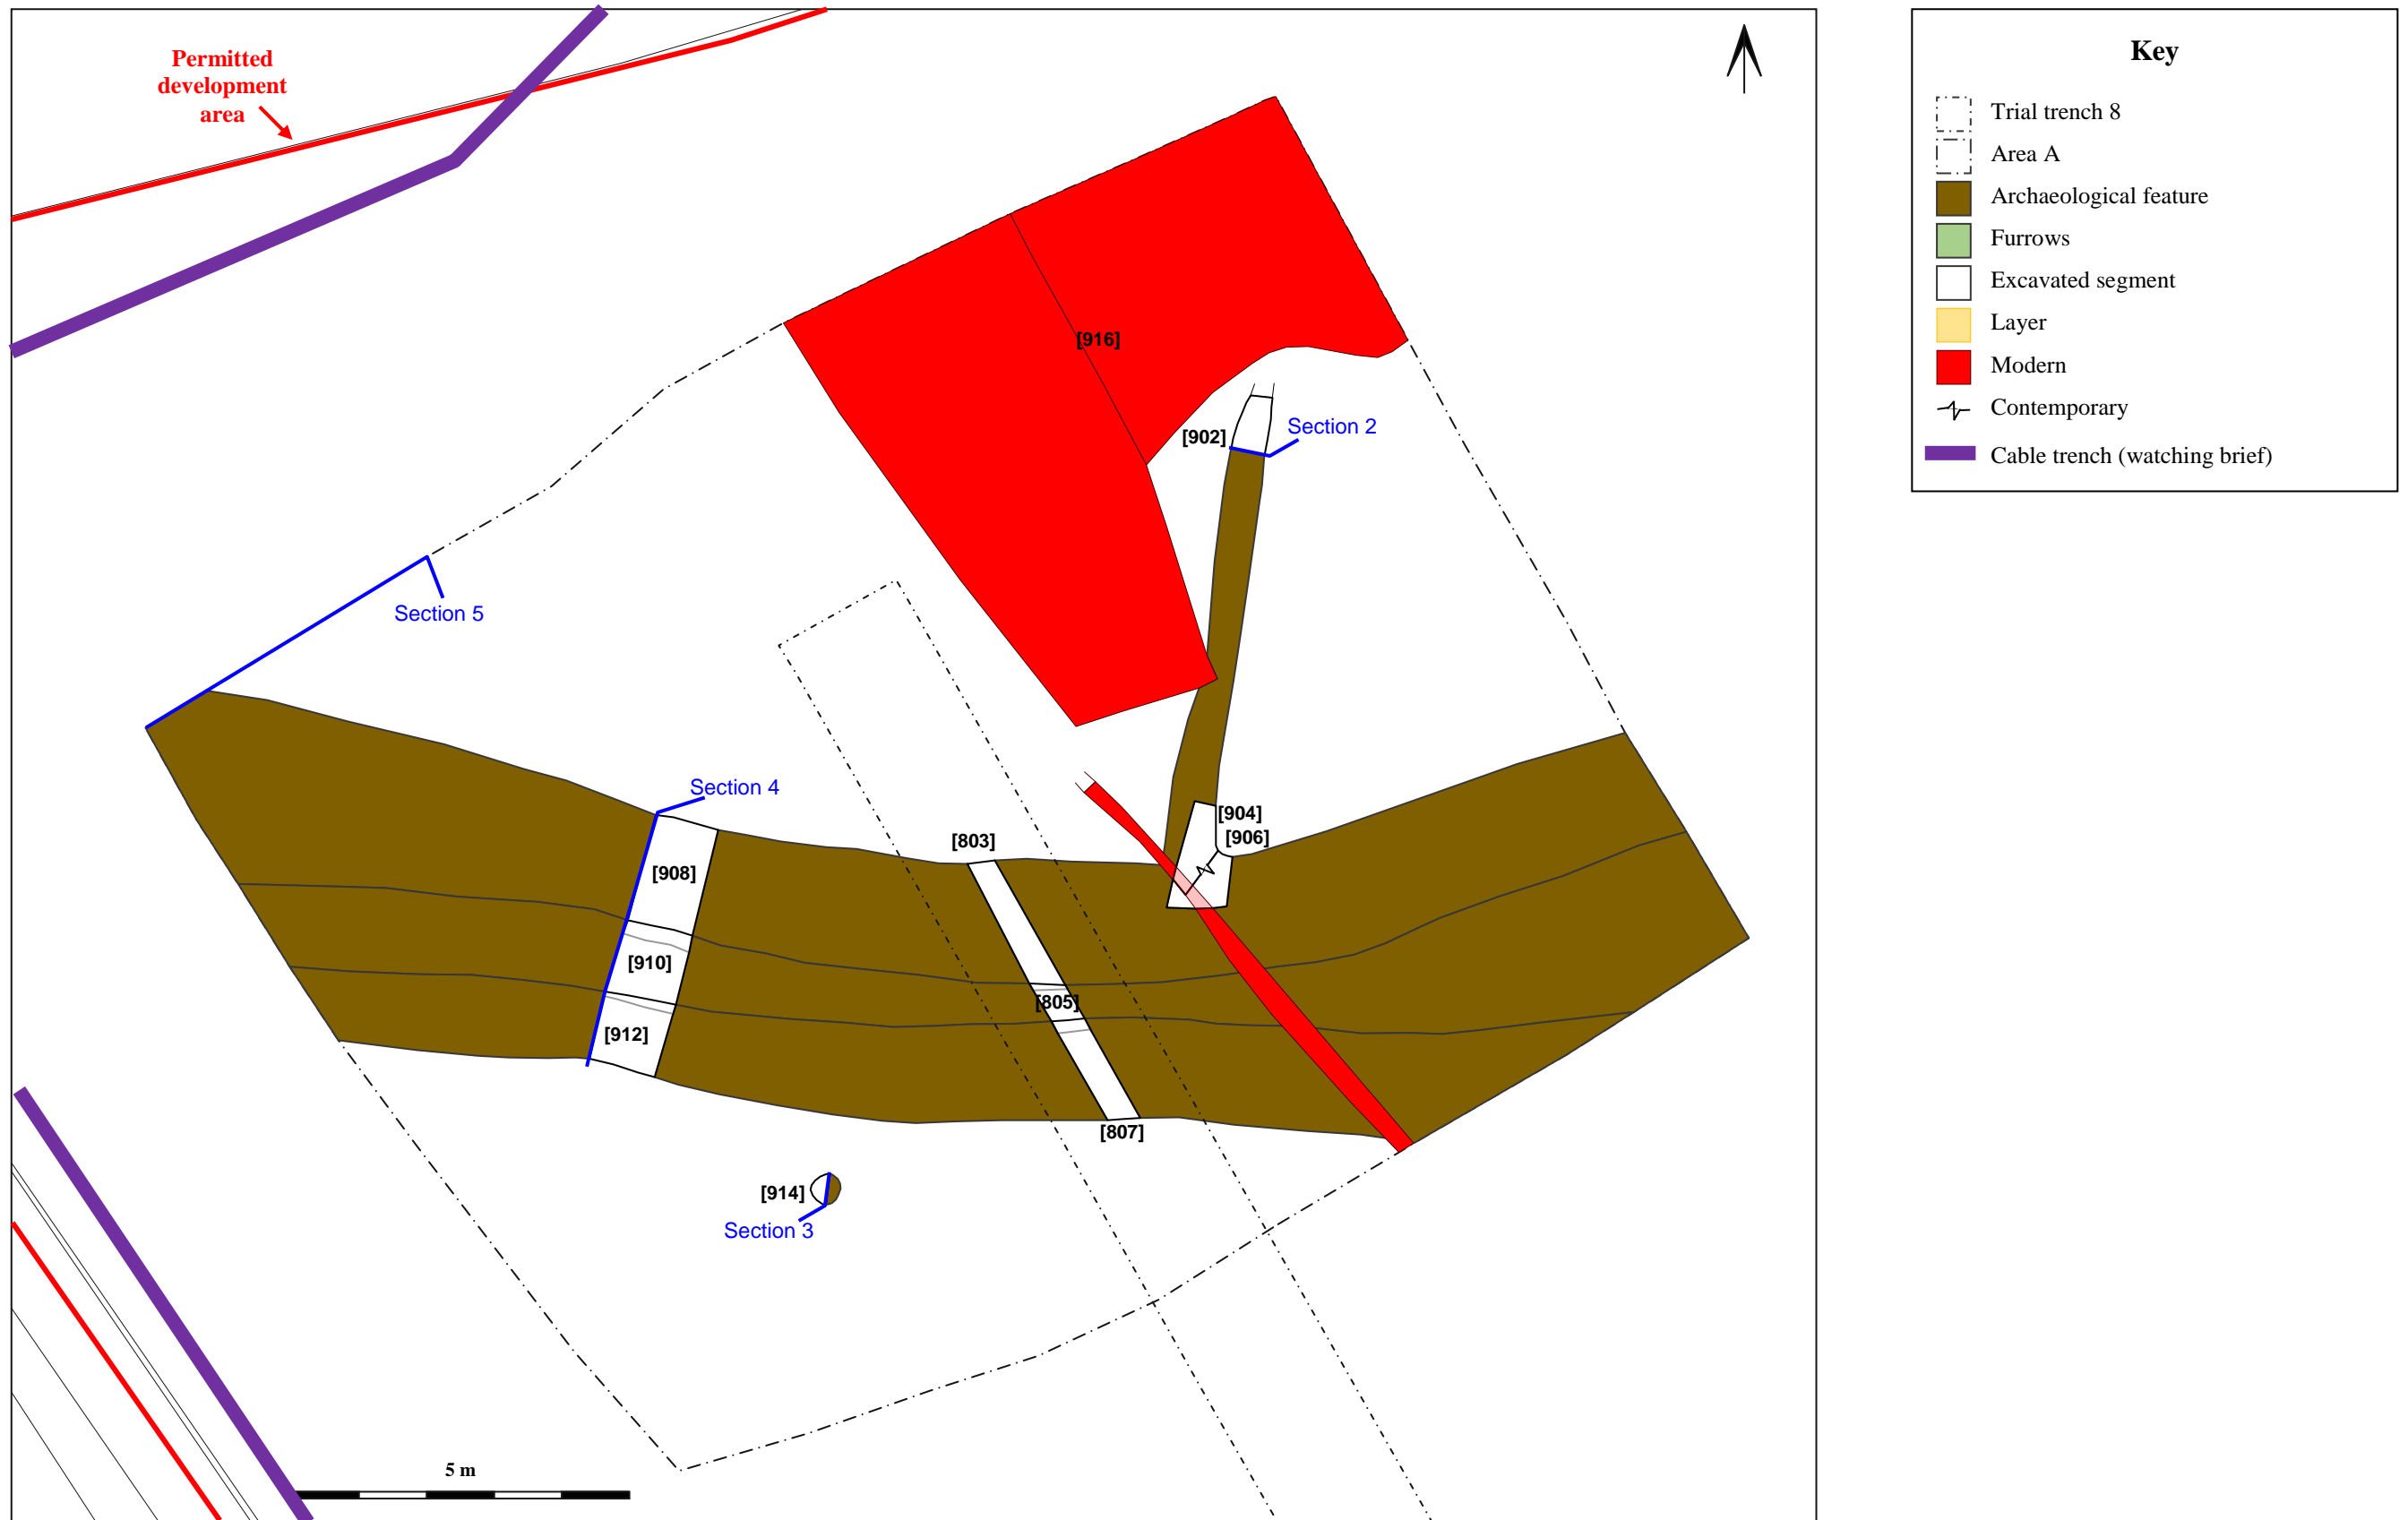 Permitted
development
area
[916]
[902]
Section 2
Section 5
Section 4
[904]
[906]
[803]
[908]
[910]
[805]
[912]
[807]
[914]
Section 3
5 m
Key
Trial trench 8
Area A
Archaeological feature
Furrows
Excavated segment
Layer
Modern
Contemporary
Cable trench (watching brief)